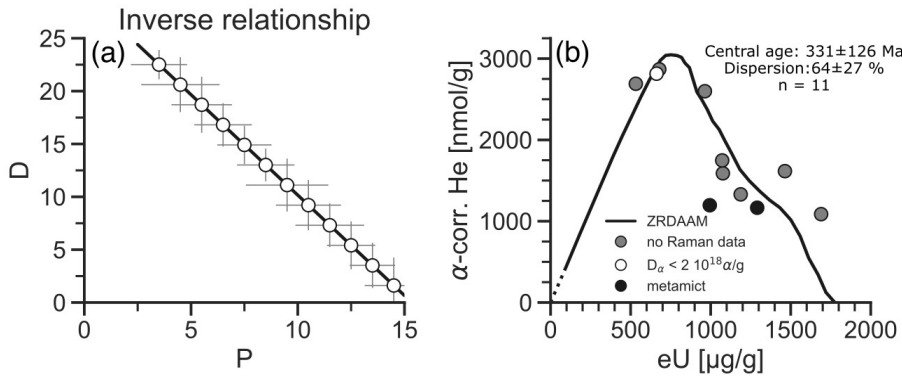 Inverse relationship
(a)
25
20
15
10
5
0
D
0
5
10
15
P
(b)
Central age: 331±126 Ma
Dispersion:64±27 %
n = 11
3000
2000
1000
0
α-corr. He [nmol/g]
ZRDAAM
no Raman data
Dα < 2 10¹⁸α/g
metamict
0
500
1000
1500
2000
eU [µg/g]